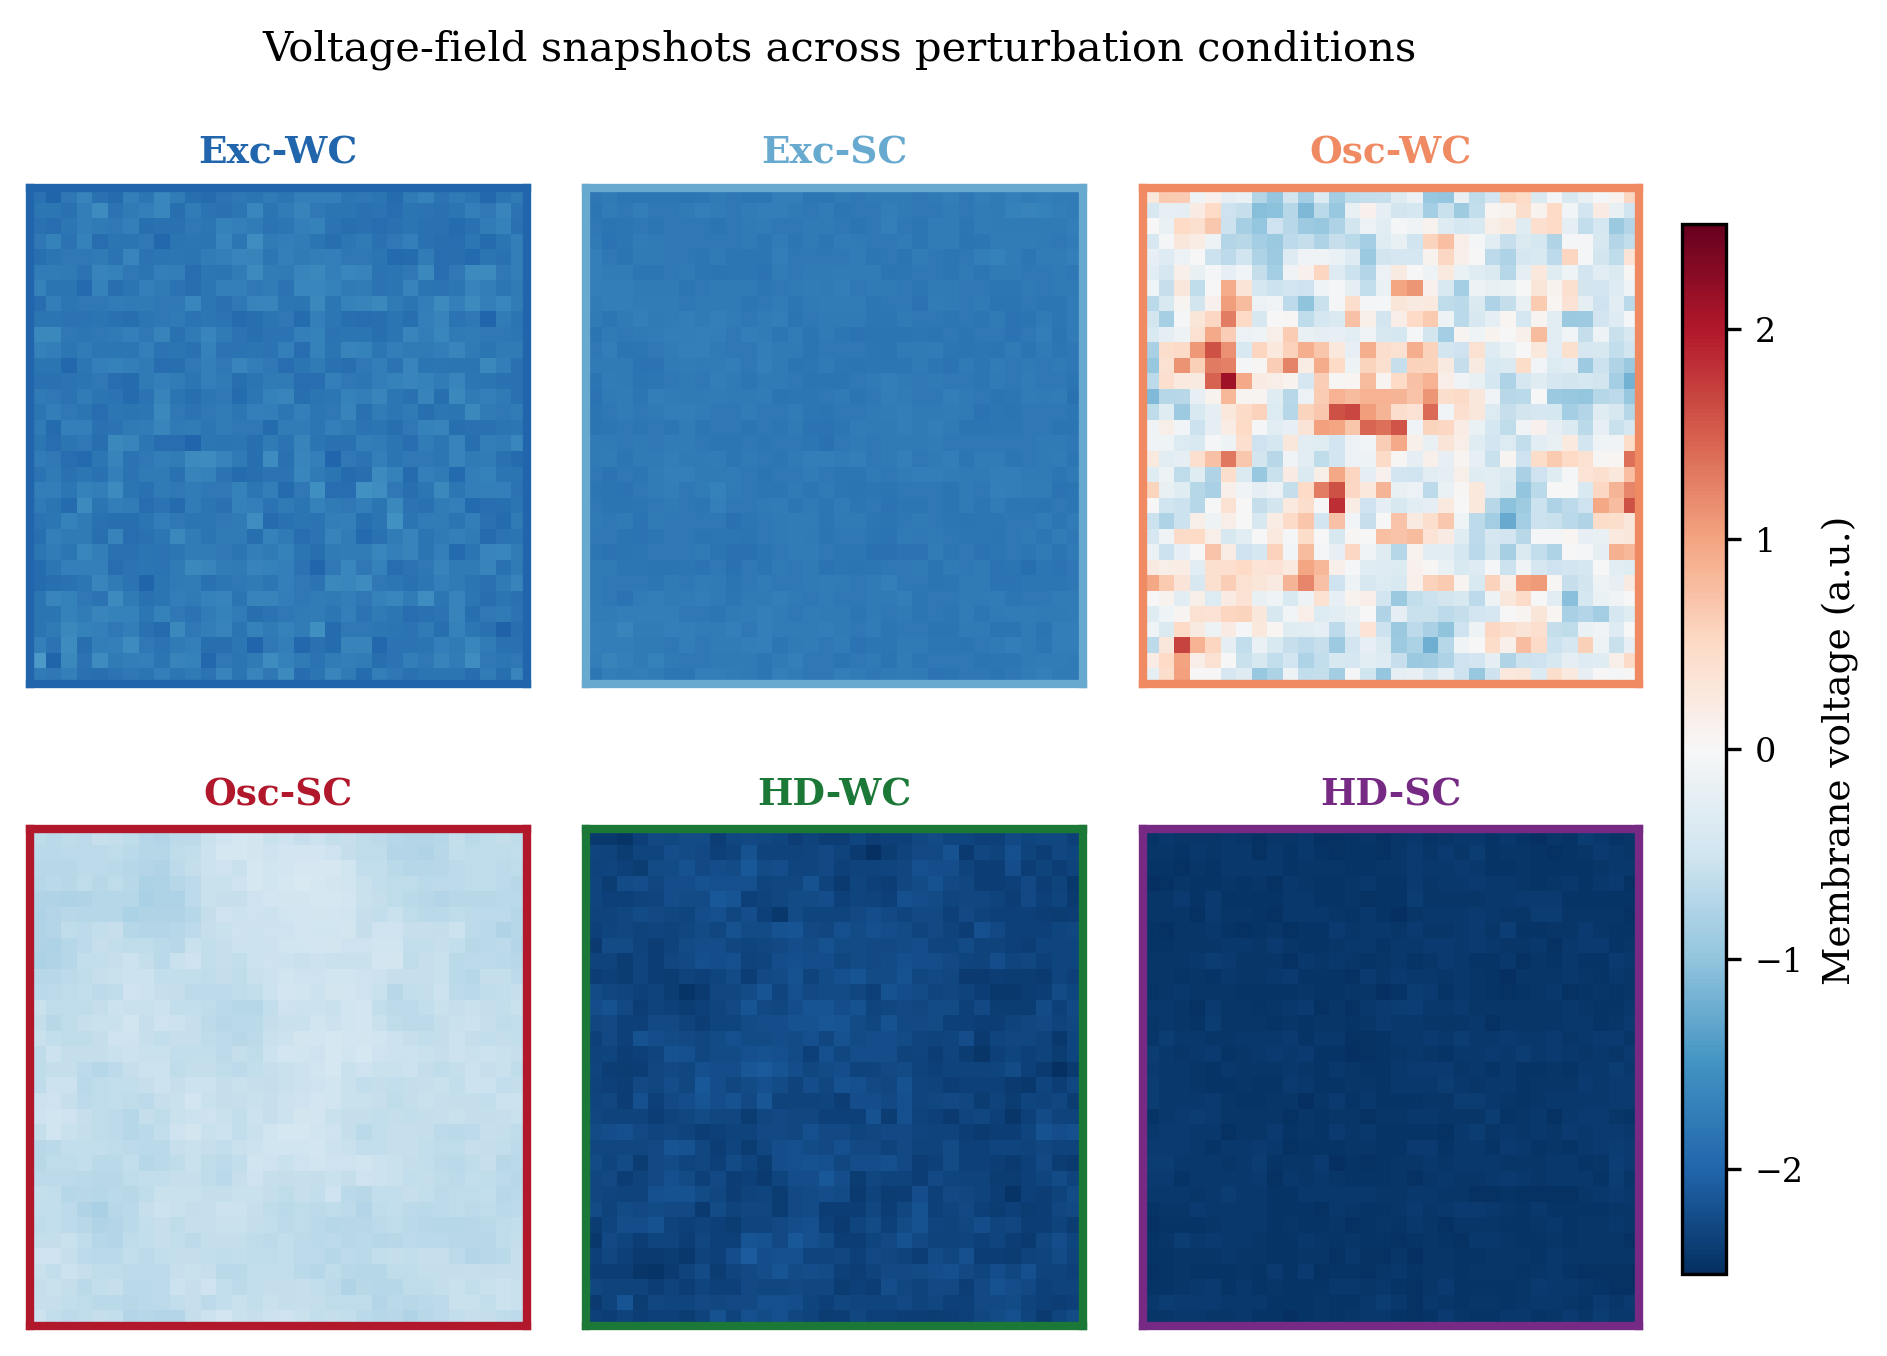 Voltage-field snapshots across perturbation conditions
Exc-WC
Exc-SC
Osc-WC
Osc-SC
HD-WC
HD-SC
2
1
0
−1
−2
Membrane voltage (a.u.)